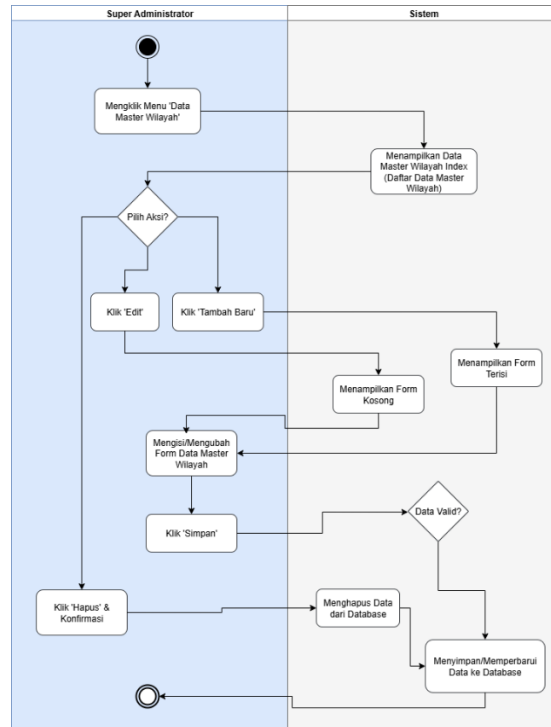 Super Administrator
Sistem
Mengklik Menu 'Data
Master Wilayah'
Menampilkan Data
Master Wilayah Index
(Daftar Data Master
Wilayah)
Pilih Aksi?
Klik 'Edit'
Klik 'Tambah Baru'
Menampilkan Form
Terisi
Menampilkan Form
Kosong
Mengisi/Mengubah
Form Data Master
Wilayah
Klik 'Simpan'
Data Valid?
Klik 'Hapus' &
Konfirmasi
Menghapus Data
dari Database
Menyimpan/Memperbarui
Data ke Database